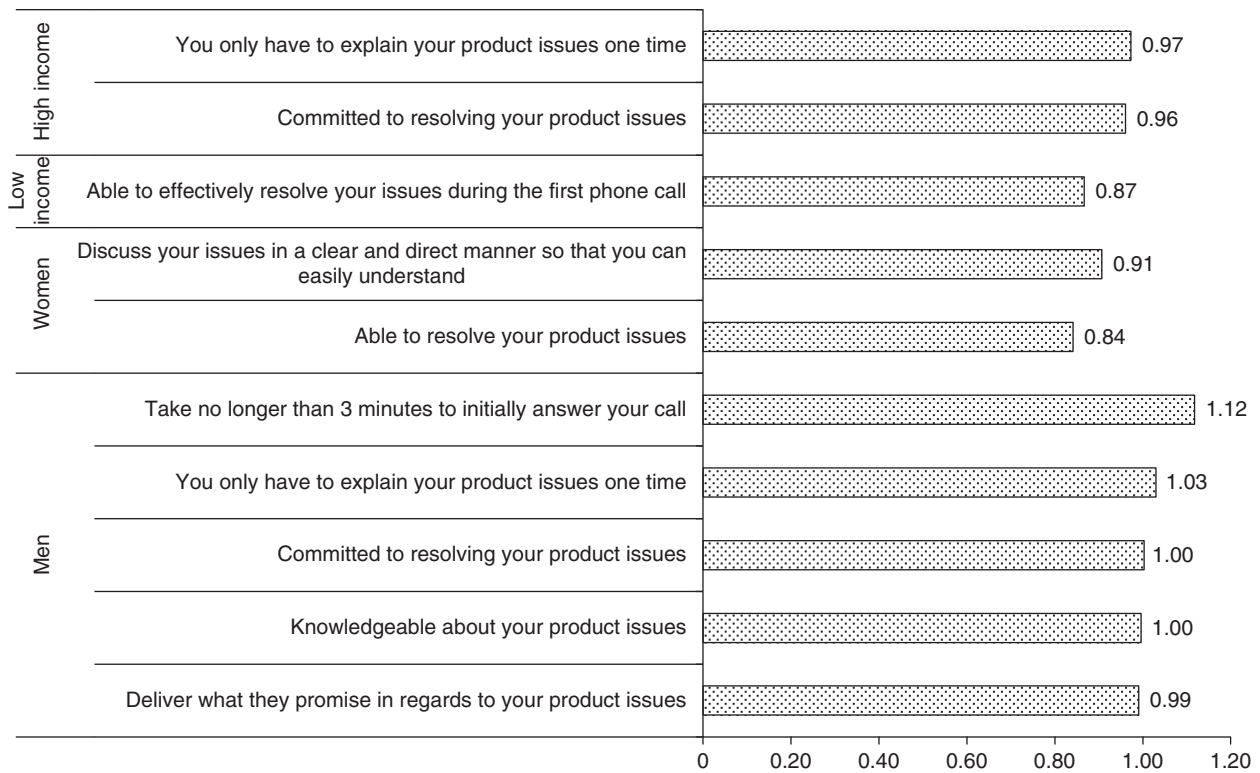 High income
You only have to explain your product issues one time
0.97
Committed to resolving your product issues
0.96
Low
income
Able to effectively resolve your issues during the first phone call
0.87
Women
Discuss your issues in a clear and direct manner so that you can
easily understand
0.91
Able to resolve your product issues
0.84
Men
Take no longer than 3 minutes to initially answer your call
1.12
You only have to explain your product issues one time
1.03
Committed to resolving your product issues
1.00
Knowledgeable about your product issues
1.00
Deliver what they promise in regards to your product issues
0.99
0 0.20 0.40 0.60 0.80 1.00 1.20